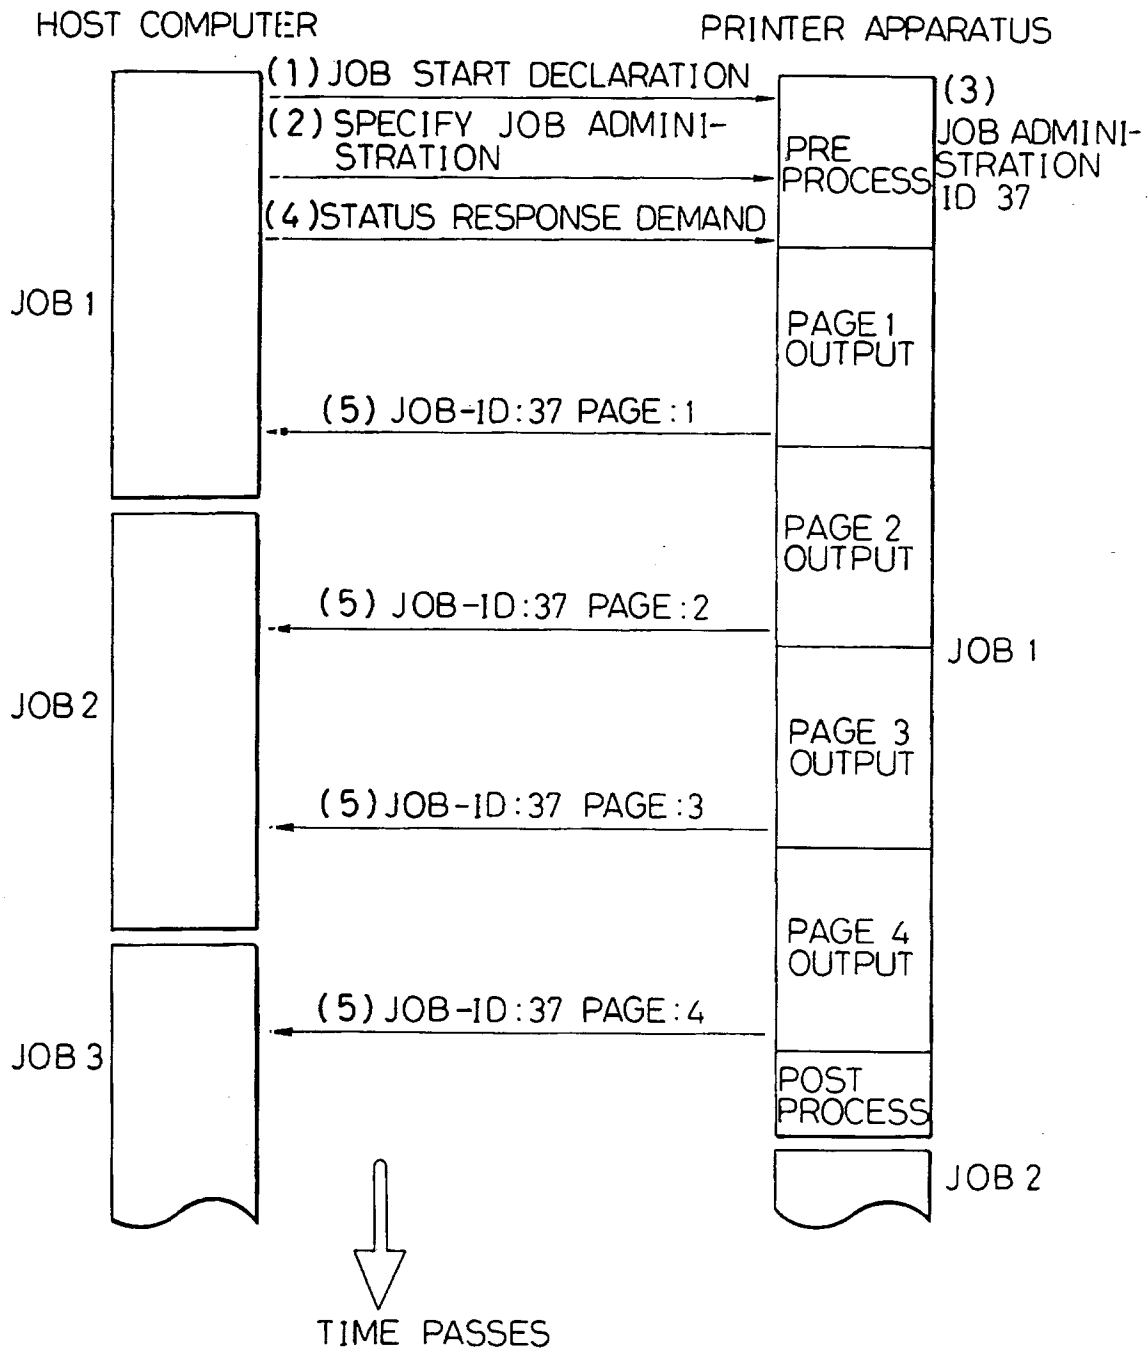 HOST COMPUTER
PRINTER APPARATUS
(1) JOB START DECLARATION
(2) SPECIFY JOB ADMINI-
STRATION
(3)
JOB ADMINI-
STRATION
ID 37
PRE
PROCESS
(4) STATUS RESPONSE DEMAND
JOB 1
PAGE 1
OUTPUT
(5) JOB-ID:37 PAGE:1
PAGE 2
OUTPUT
(5) JOB-ID:37 PAGE:2
JOB 1
JOB 2
PAGE 3
OUTPUT
(5) JOB-ID:37 PAGE:3
PAGE 4
OUTPUT
(5) JOB-ID:37 PAGE:4
JOB 3
POST
PROCESS
JOB 2
TIME PASSES